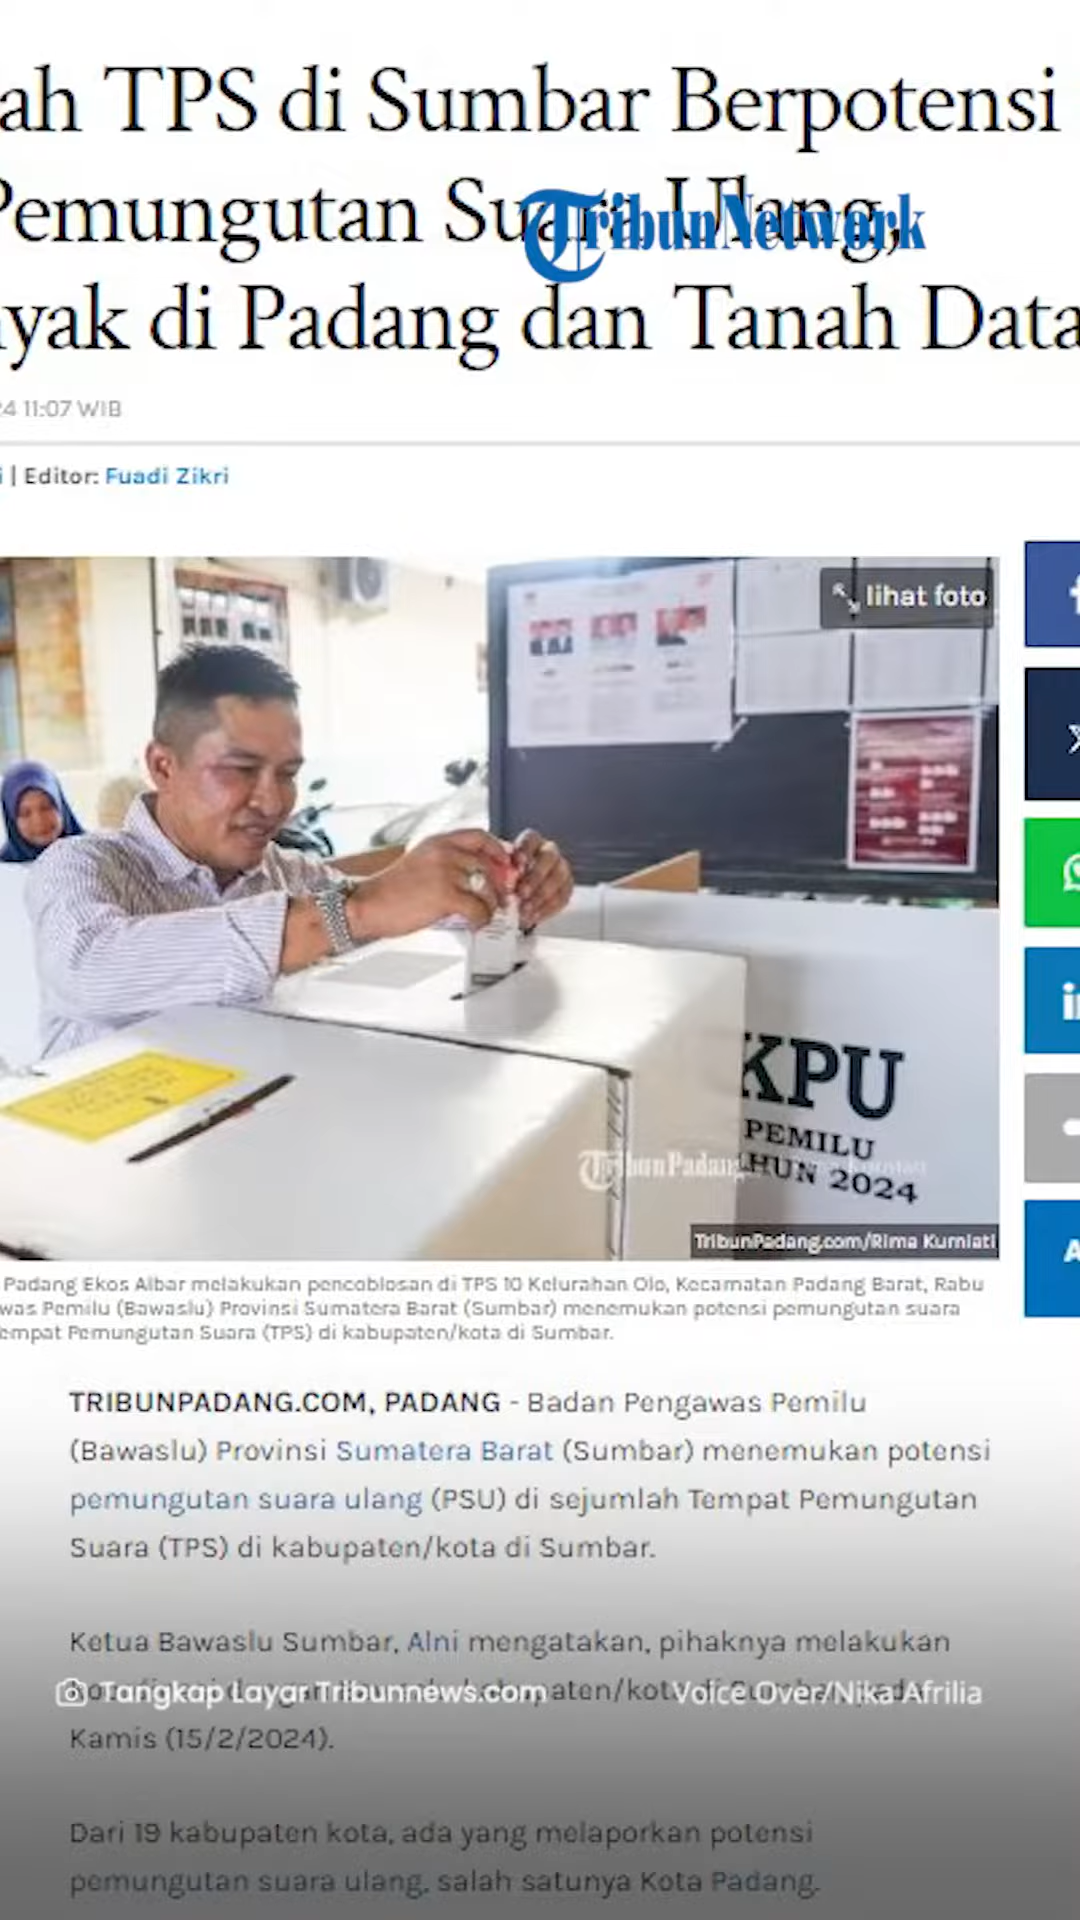 ah TPS di Sumbar Berpotensi
Pemungutan Suara Ulang,
TribunNetwork
yak di Padang dan Tanah Data
24 11:07 WIB
i | Editor: Fuadi Zikri
lihat foto
KPU
PEMILU
AHUN 2024
TribunPadang
TribunPadang.com/Rima Kurniati
Padang Ekos Albar melakukan pencoblosan di TPS 10 Kelurahan Olo, Kecamatan Padang Barat, Rabu
was Pemilu (Bawaslu) Provinsi Sumatera Barat (Sumbar) menemukan potensi pemungutan suara
empat Pemungutan Suara (TPS) di kabupaten/kota di Sumbar.
TRIBUNPADANG.COM, PADANG - Badan Pengawas Pemilu
(Bawaslu) Provinsi Sumatera Barat (Sumbar) menemukan potensi
pemungutan suara ulang (PSU) di sejumlah Tempat Pemungutan
Suara (TPS) di kabupaten/kota di Sumbar.
Ketua Bawaslu Sumbar, Alni mengatakan, pihaknya melakukan
Tangkap Layar Tribunnews.com
Voice Over/Nika Afrilia
Kamis (15/2/2024).
Dari 19 kabupaten kota, ada yang melaporkan potensi
pemungutan suara ulang, salah satunya Kota Padang.